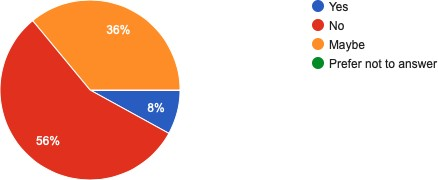 36%
8%
56%
Yes
No
Maybe
Prefer not to answer